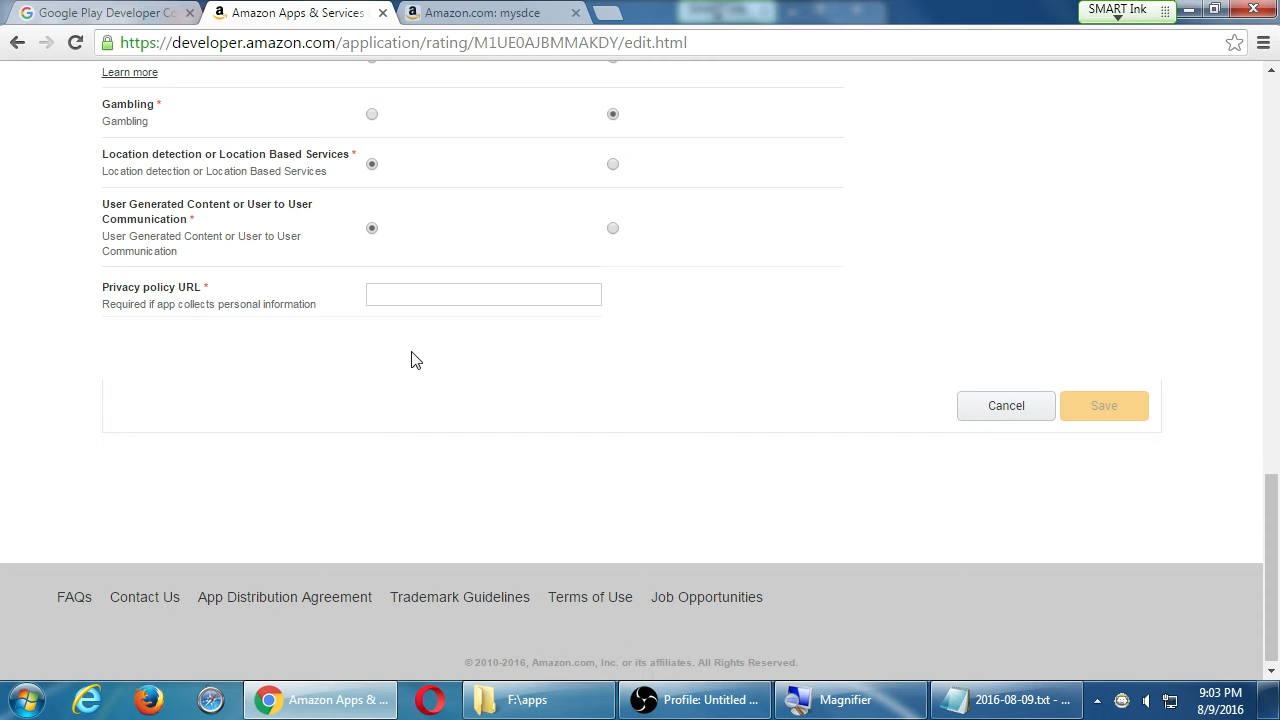 Google Play Developer Co
Amazon Apps & Services
Amazon.com: mysdce
SMART Ink
https://developer.amazon.com/application/rating/M1UE0AJBMMAKDY/edit.html
Learn more
Gambling *
Gambling
Location detection or Location Based Services *
Location detection or Location Based Services
User Generated Content or User to User
Communication *
User Generated Content or User to User
Communication
Privacy policy URL *
Required if app collects personal information
Cancel
Save
FAQs
Contact Us
App Distribution Agreement
Trademark Guidelines
Terms of Use
Job Opportunities
© 2010-2016, Amazon.com, Inc. or its affiliates. All Rights Reserved.
Amazon Apps & ...
F:\apps
Profile: Untitled ...
Magnifier
2016-08-09.txt - ...
9:03 PM
8/9/2016